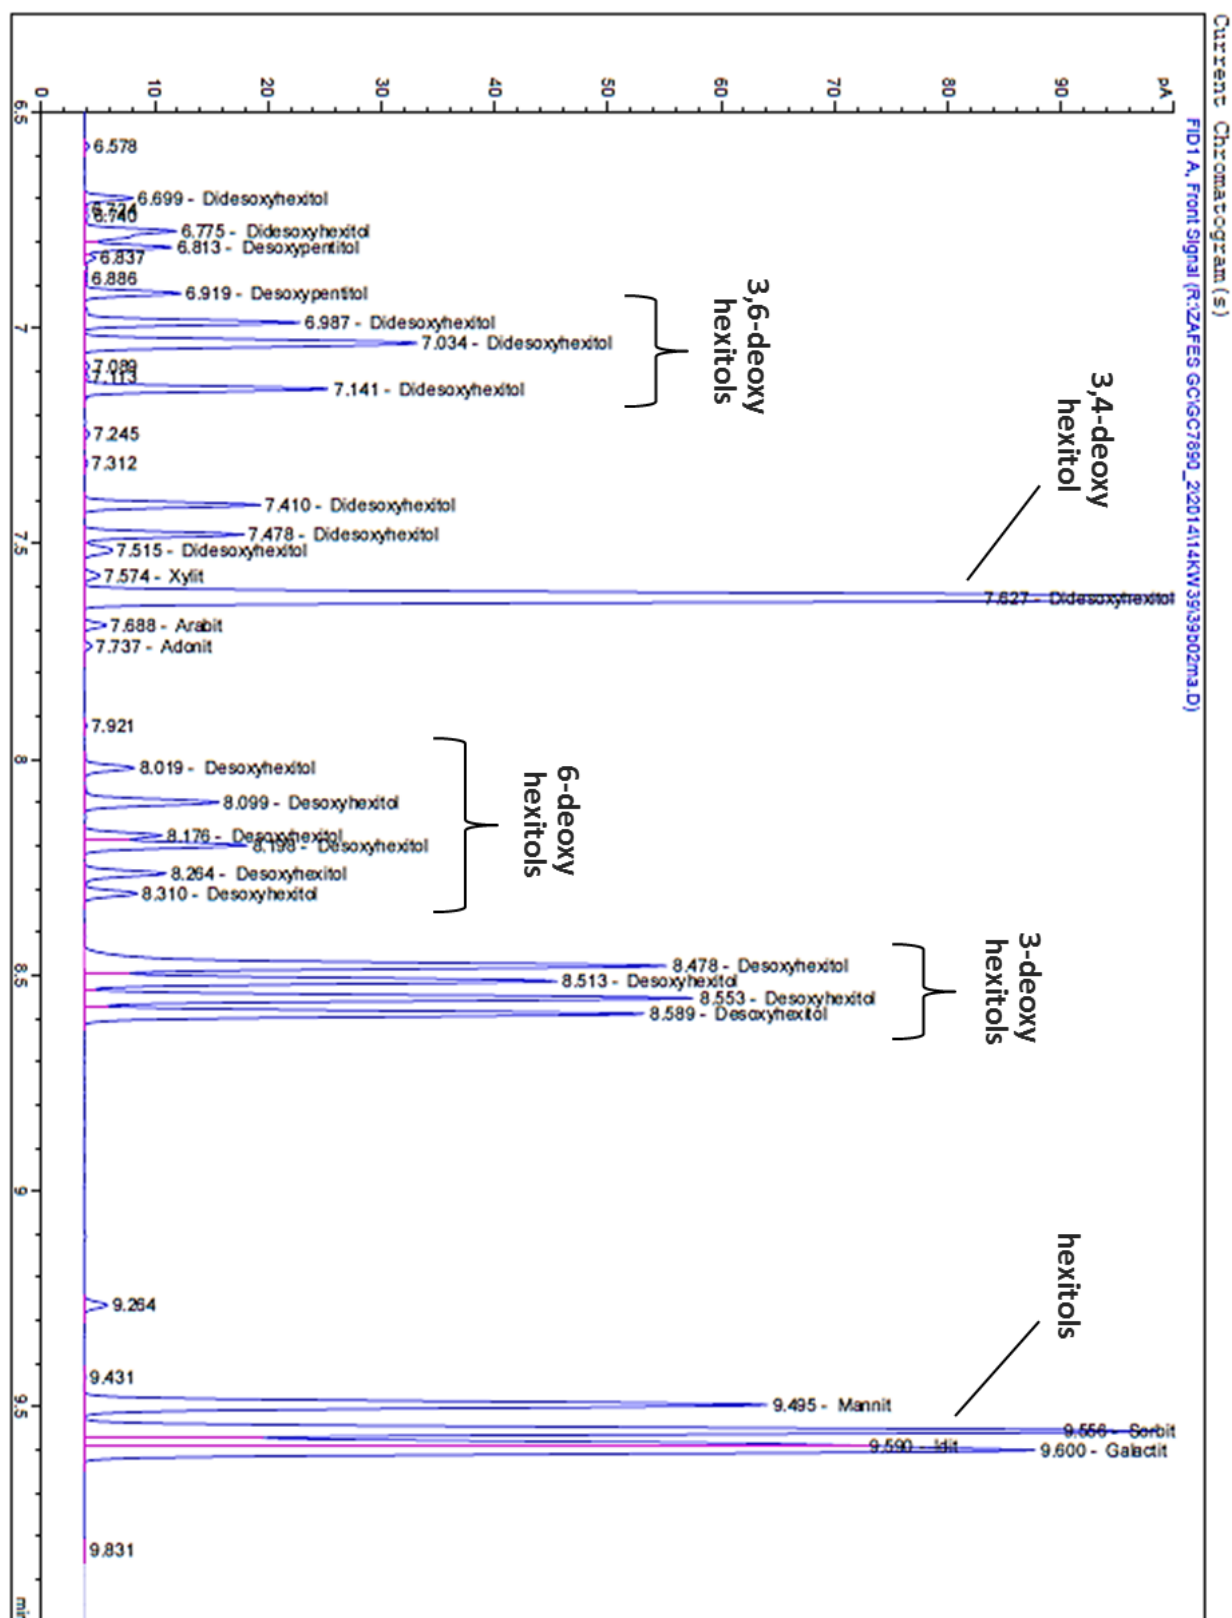 Current Chromatogram(s)
FID1 A, Front Signal (R:\ZAFES GC\GC7890_2\2014\14KW39\39b02ma.D)
pA
90
80
70
60
50
40
30
20
10
0
6.5
7
7.5
8
8.5
9
9.5
6.578
6.699 - Didesoxyhexitol
6.740
6.775 - Didesoxyhexitol
6.813 - Desoxypentitol
6.837
6.886
6.919 - Desoxypentitol
6.987 - Didesoxyhexitol
7.034 - Didesoxyhexitol
7.089
7.113
7.141 - Didesoxyhexitol
7.245
7.312
7.410 - Didesoxyhexitol
7.478 - Didesoxyhexitol
7.515 - Didesoxyhexitol
7.574 - Xylit
7.627 - Didesoxyhexitol
7.688 - Arabit
7.737 - Adonit
7.921
8.019 - Desoxyhexitol
8.099 - Desoxyhexitol
8.176 - Desoxyhexitol
8.198 - Desoxyhexitol
8.264 - Desoxyhexitol
8.310 - Desoxyhexitol
8.478 - Desoxyhexitol
8.513 - Desoxyhexitol
8.553 - Desoxyhexitol
8.589 - Desoxyhexitol
9.264
9.431
9.495 - Mannit
9.556 - Sorbit
9.590 - Idit
9.600 - Galactit
9.831
3,6-deoxy
hexitols
3,4-deoxy
hexitol
6-deoxy
hexitols
3-deoxy
hexitols
hexitols